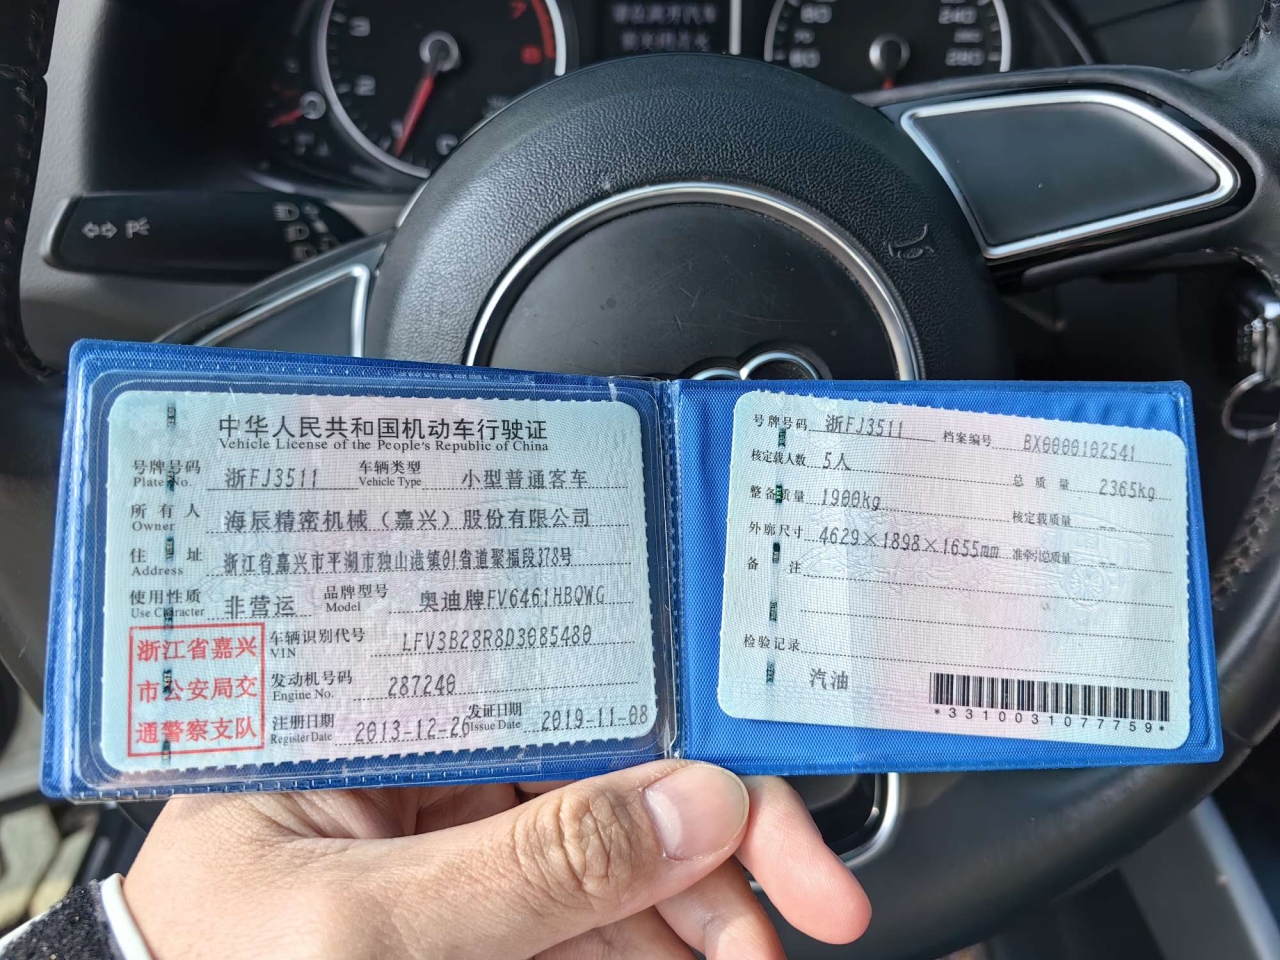 3
2
7
8
80
60
240
280
P
中华人民共和国机动车行驶证
Vehicle License of the People's Republic of China
号牌号码 浙FJ3511 车辆类型 小型普通客车
Plate No. Vehicle Type
所有人 海辰精密机械（嘉兴）股份有限公司
Owner
住址 浙江省嘉兴市平湖市独山港镇01省道聚福段378号
Address
使用性质 非营运 品牌型号 奥迪牌FV6461HBQWG
Use Character Model
浙江省嘉兴
市公安局交
通警察支队
车辆识别代号 LFV3B28R8D3085480
VIN
发动机号码 287240
Engine No.
注册日期 2013-12-26 发证日期 2019-11-08
Register Date Issue Date
号牌号码 浙FJ3511 档案编号 BX0000102541
核定载人数 5人 总质量 2365kg
整备质量 1900kg 核定载质量 --
外廓尺寸 4629×1898×1655mm 准牵引总质量 --
备注
检验记录
汽油
*3310031077759*